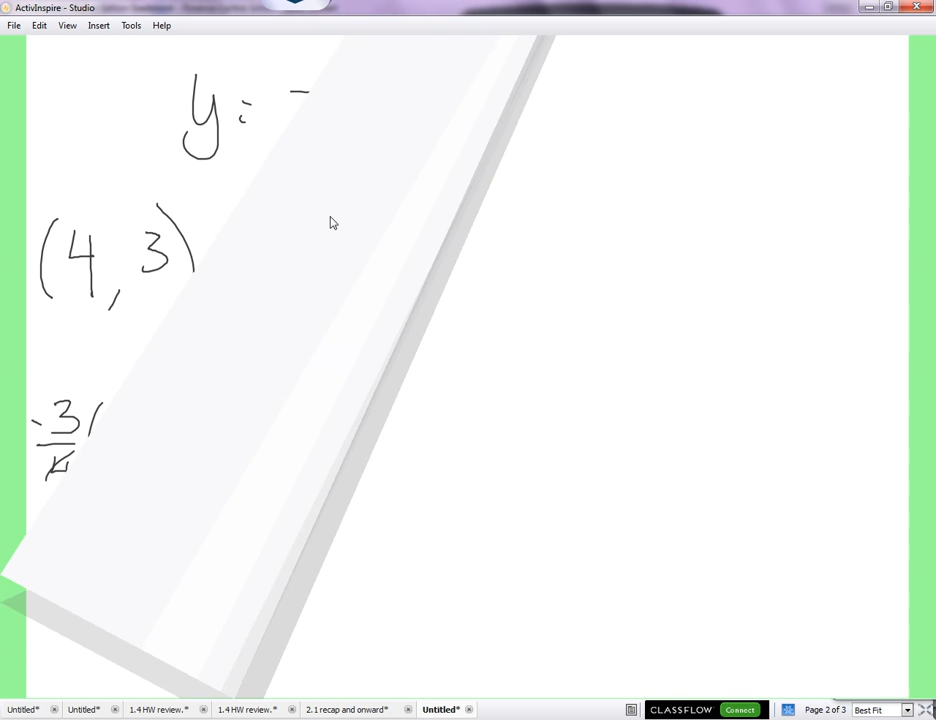 ActivInspire - Studio
File Edit View Insert Tools Help
y = -
(4, 3)
-3(
4
Untitled* Untitled* 1.4 HW review.* 1.4 HW review.* 2.1 recap and onward* Untitled* CLASSFLOW Connect Page 2 of 3 Best Fit